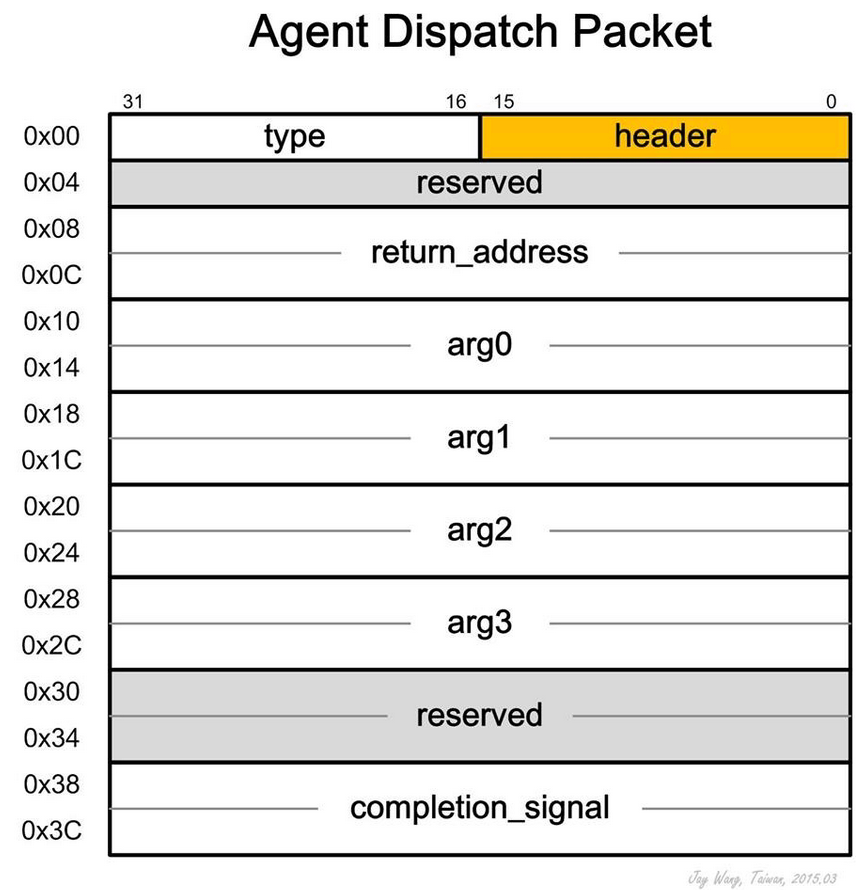 Agent Dispatch Packet
31 16 15 0
0x00 type header
0x04 reserved
0x08
return_address
0x0C
0x10
arg0
0x14
0x18
arg1
0x1C
0x20
arg2
0x24
0x28
arg3
0x2C
0x30
reserved
0x34
0x38
completion_signal
0x3C
Jay Wang, Taiwan, 2015.03